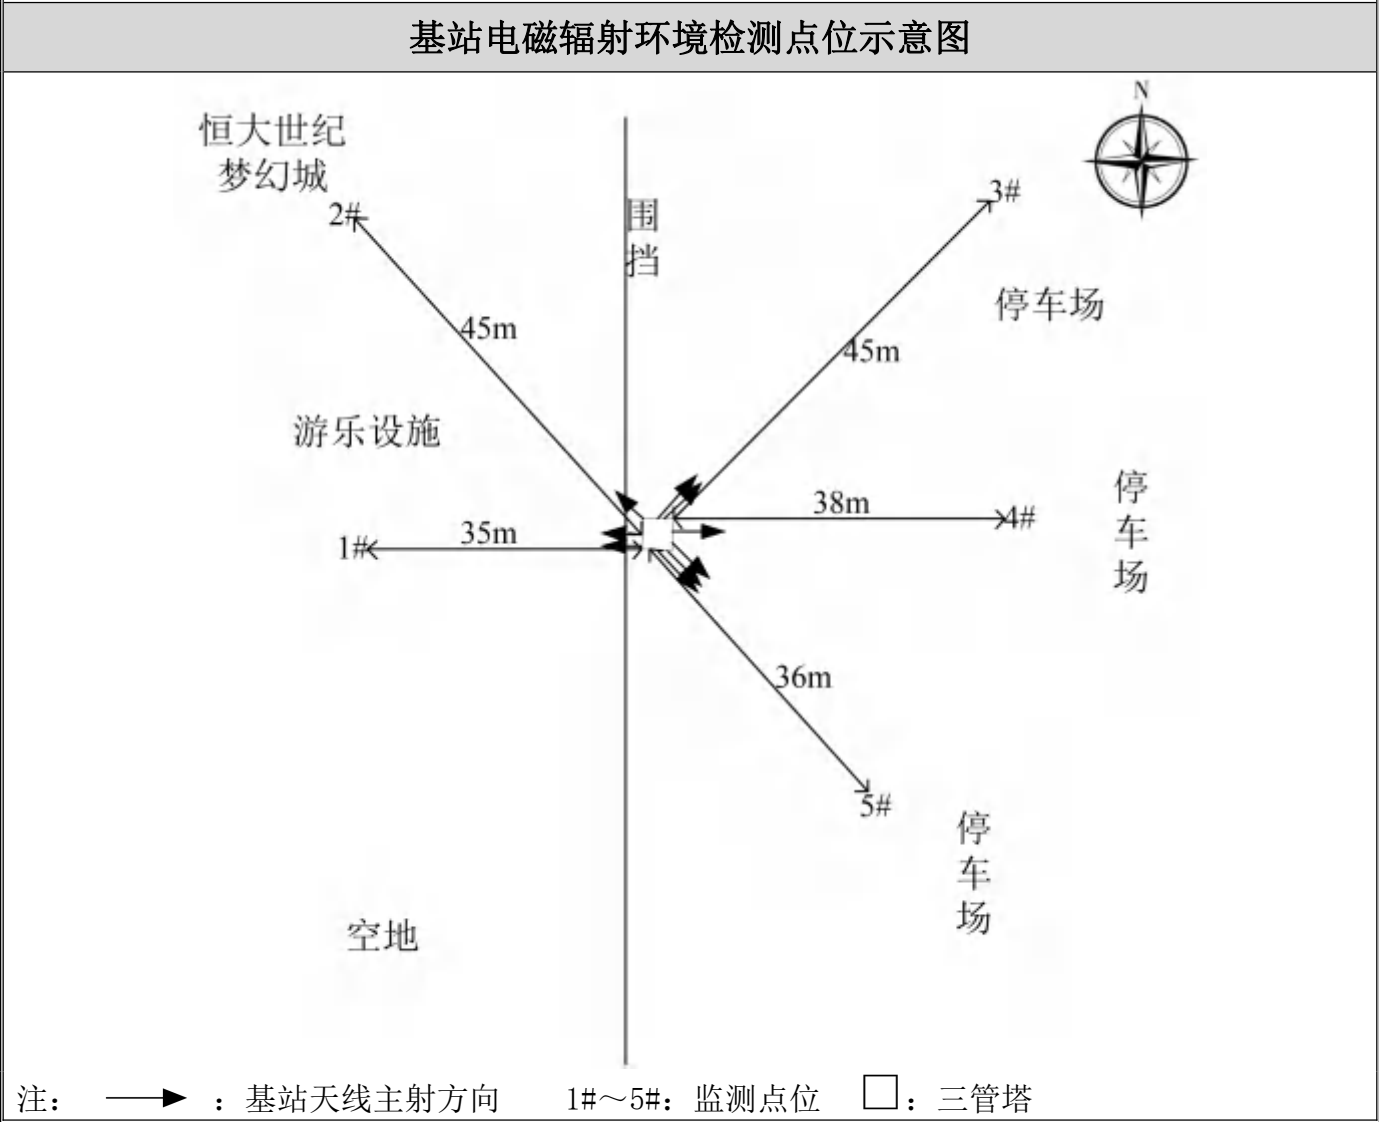 基站电磁辐射环境检测点位示意图
N
恒大世纪
梦幻城
2#
围
挡
3#
停车场
45m
45m
游乐设施
停
车
场
38m
4#
35m
1#
36m
5#
停
车
场
空地
注： ：基站天线主射方向 1#～5#：监测点位 ：三管塔